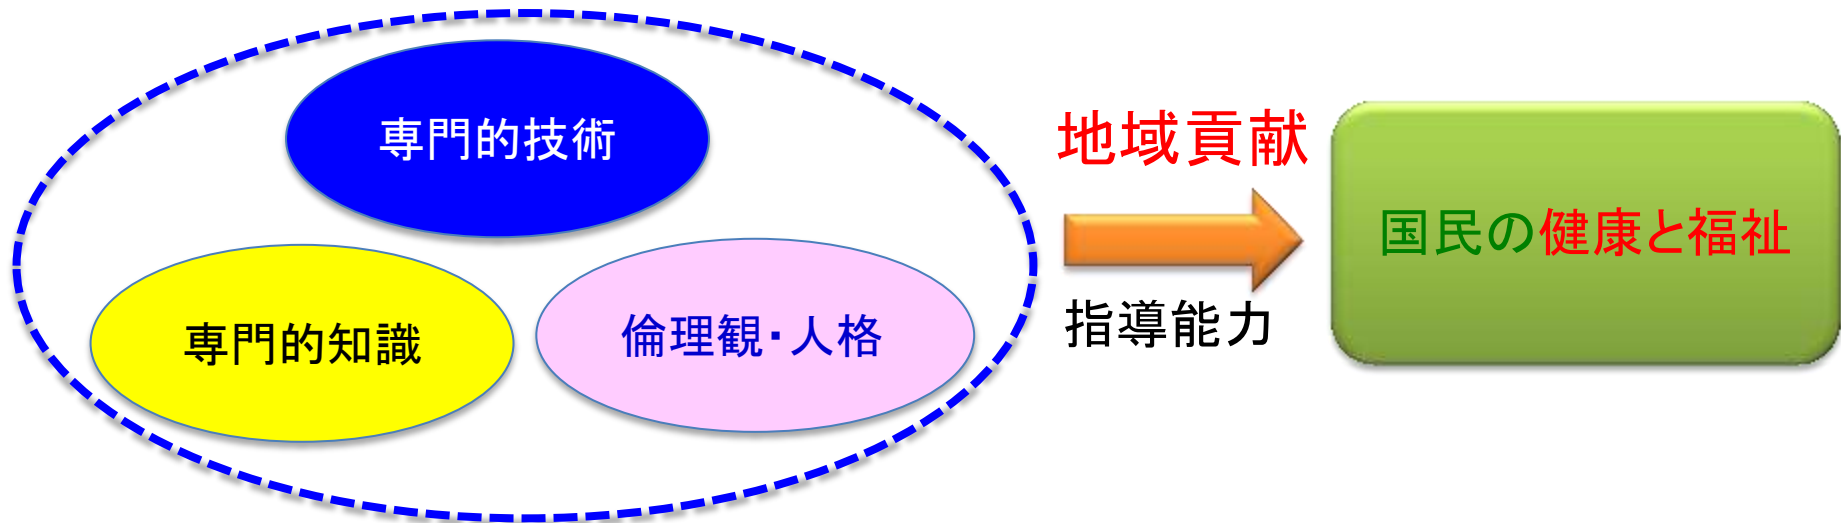 専門的技術
専門的知識
倫理観・人格
地域貢献
指導能力
国民の健康と福祉